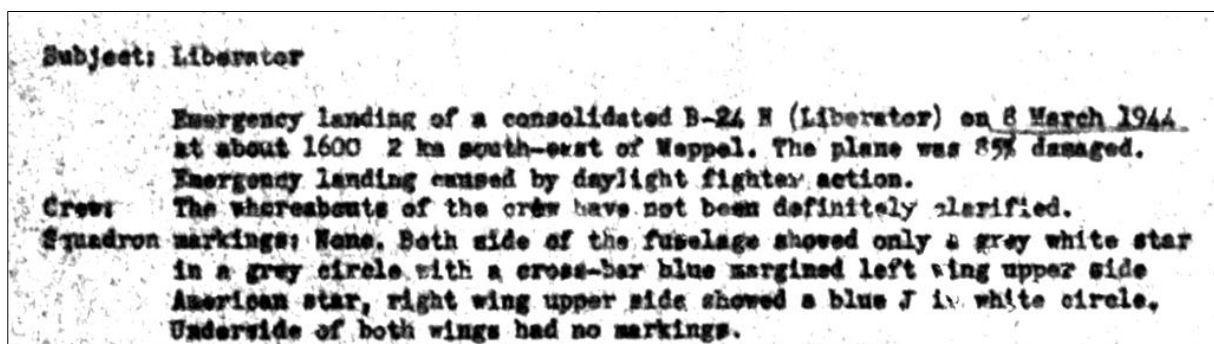 Subject: Liberator
Emergency landing of a consolidated B-24 H (Liberator) on 8 March 1944
at about 1600 2 km south-east of Meppel. The plane was 85% damaged.
Emergency landing caused by daylight fighter action.
Crew: The whereabouts of the crew have not been definitely clarified.
Squadron markings: None. Both side of the fuselage showed only a grey white star
in a grey circle with a cross-bar blue margined left wing upper side
American star, right wing upper side showed a blue J in white circle.
Underside of both wings had no markings.